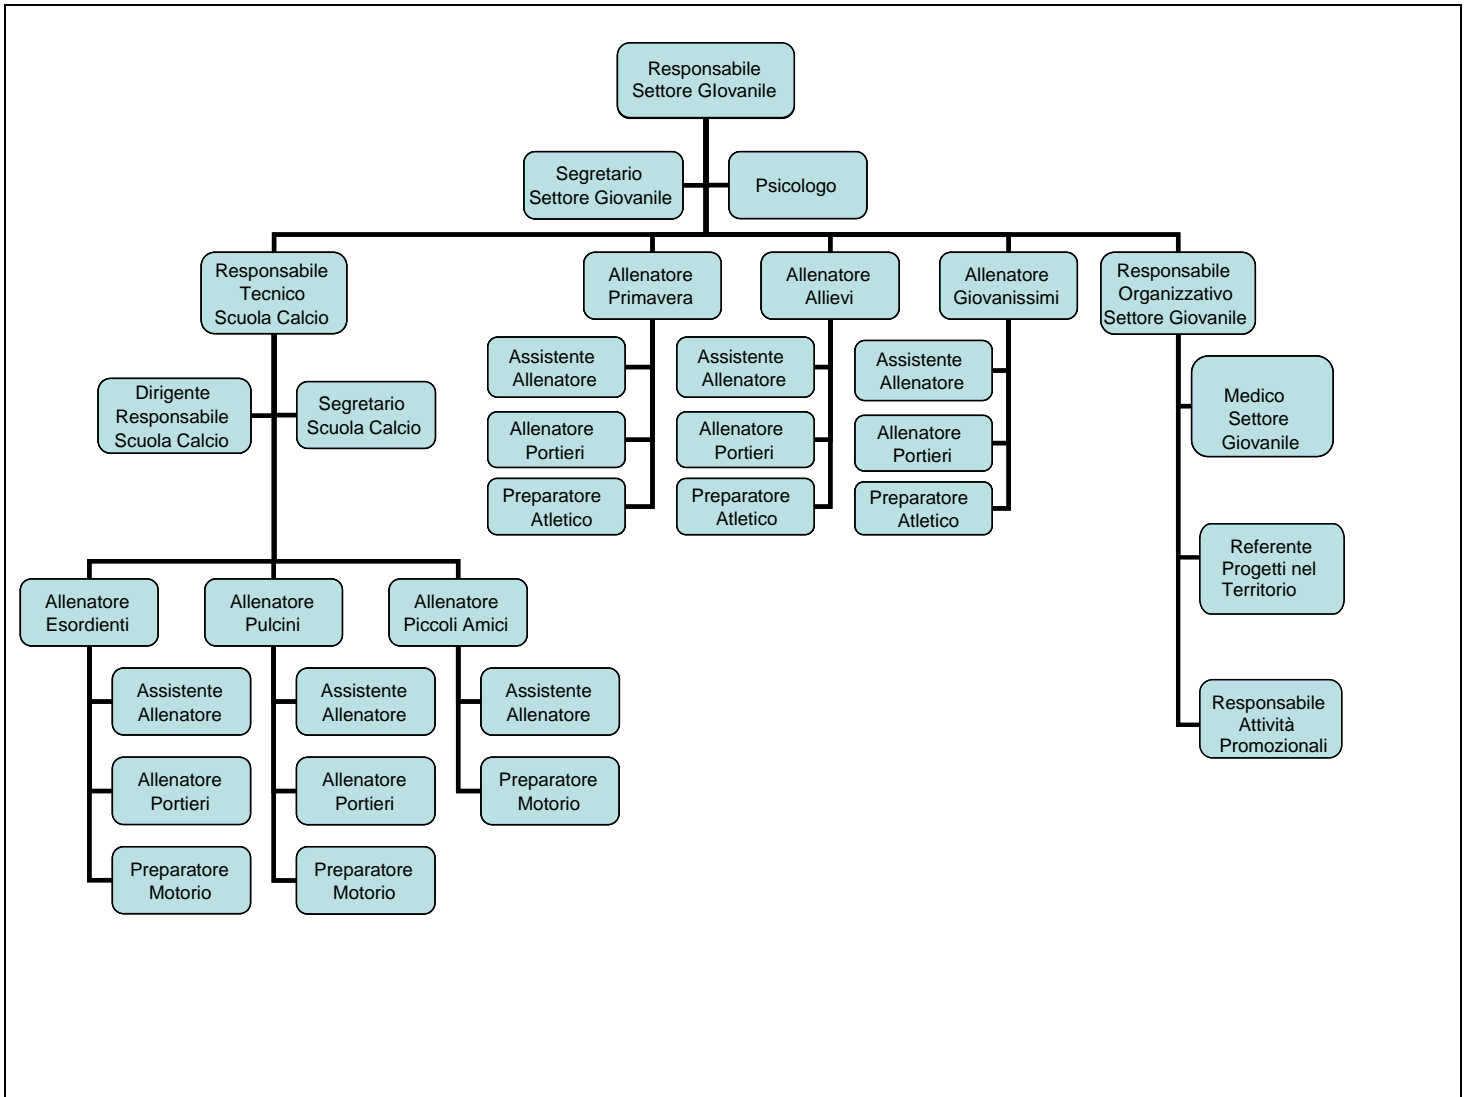 Responsabile
Settore GIovanile
Segretario
Settore Giovanile
Psicologo
Responsabile
Tecnico
Scuola Calcio
Allenatore
Primavera
Allenatore
Allievi
Allenatore
Giovanissimi
Responsabile
Organizzativo
Settore Giovanile
Dirigente
Responsabile
Scuola Calcio
Segretario
Scuola Calcio
Assistente
Allenatore
Allenatore
Portieri
Preparatore
Atletico
Assistente
Allenatore
Allenatore
Portieri
Preparatore
Atletico
Assistente
Allenatore
Allenatore
Portieri
Preparatore
Atletico
Medico
Settore
Giovanile
Referente
Progetti nel
Territorio
Responsabile
Attività
Promozionali
Allenatore
Esordienti
Allenatore
Pulcini
Allenatore
Piccoli Amici
Assistente
Allenatore
Allenatore
Portieri
Preparatore
Motorio
Assistente
Allenatore
Allenatore
Portieri
Preparatore
Motorio
Assistente
Allenatore
Preparatore
Motorio